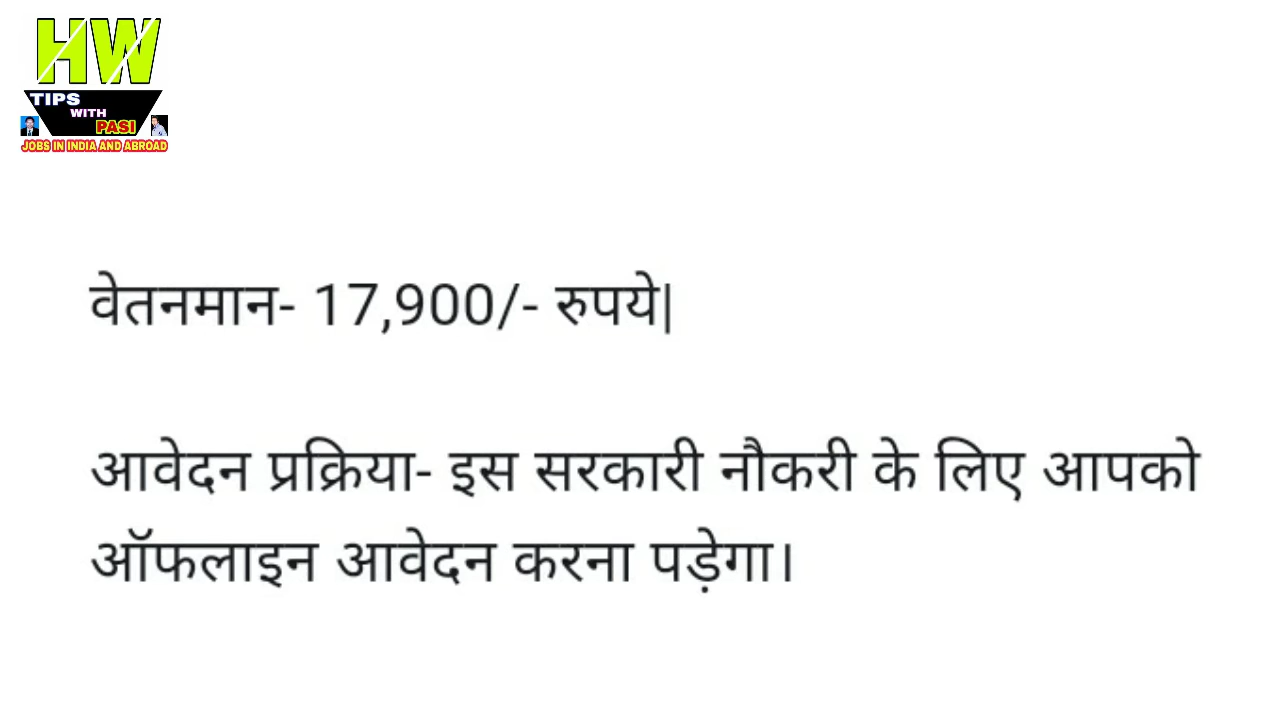 HW
TIPS
WITH
PASI
JOBS IN INDIA AND ABROAD
वेतनमान- 17,900/- रुपये|
आवेदन प्रक्रिया- इस सरकारी नौकरी के लिए आपको
ऑफलाइन आवेदन करना पड़ेगा।